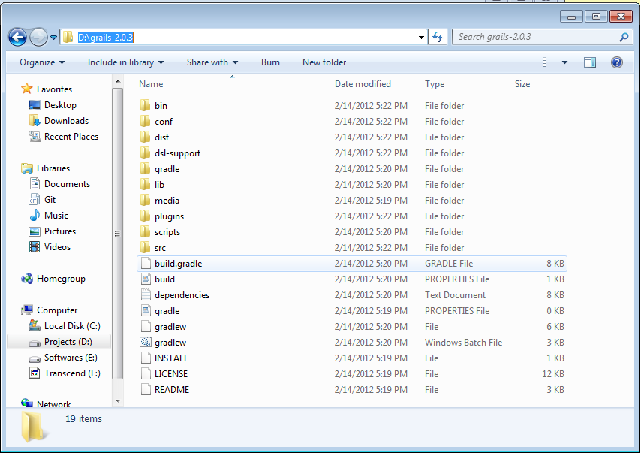 D:\grails-2.0.3
Search grails-2.0.3
Organize Include in library Share with Burn New folder
Name Date modified Type Size
Favorites
Desktop
Downloads
Recent Places
Libraries
Documents
Git
Music
Pictures
Videos
Homegroup
Computer
Local Disk (C:)
Projects (D:)
Softwares (E:)
Transcend (F:)
Network
bin 2/14/2012 5:22 PM File folder
conf 2/14/2012 5:22 PM File folder
dist 2/14/2012 5:22 PM File folder
dsl-support 2/14/2012 5:22 PM File folder
gradle 2/14/2012 5:20 PM File folder
lib 2/14/2012 5:20 PM File folder
media 2/14/2012 5:19 PM File folder
plugins 2/14/2012 5:22 PM File folder
scripts 2/14/2012 5:20 PM File folder
src 2/14/2012 5:22 PM File folder
build.gradle 2/14/2012 5:20 PM GRADLE File 8 KB
build 2/14/2012 5:20 PM PROPERTIES File 1 KB
dependencies 2/14/2012 5:20 PM Text Document 8 KB
gradle 2/14/2012 5:19 PM PROPERTIES File 0 KB
gradlew 2/14/2012 5:20 PM File 6 KB
gradlew 2/14/2012 5:20 PM Windows Batch File 3 KB
INSTALL 2/14/2012 5:19 PM File 1 KB
LICENSE 2/14/2012 5:19 PM File 12 KB
README 2/14/2012 5:19 PM File 3 KB
19 items